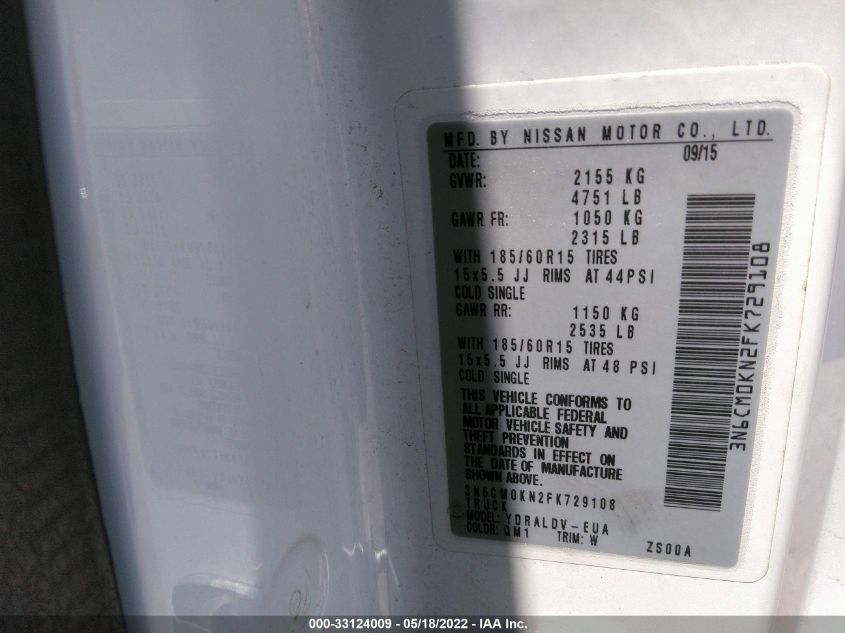 MFD. BY NISSAN MOTOR CO., LTD.
DATE: 09/15
GVWR: 2155 KG
4751 LB
GAWR FR: 1050 KG
2315 LB
WITH 185/60R15 TIRES
15x5.5 JJ RIMS AT 44PSI
COLD SINGLE
GAWR RR: 1150 KG
2535 LB
WITH 185/60R15 TIRES
15x5.5 JJ RIMS AT 48 PSI
COLD SINGLE
THIS VEHICLE CONFORMS TO
ALL APPLICABLE FEDERAL
MOTOR VEHICLE SAFETY AND
THEFT PREVENTION
STANDARDS IN EFFECT ON
THE DATE OF MANUFACTURE
SHOWN ABOVE.
3N6CM0KN2FK729108
TRUCK
MODEL: YDRALDV-EUA
COLOR: QM1 TRIM: W
ZS00A
3N6CM0KN2FK729108
000-33124009 - 05/18/2022 - IAA Inc.